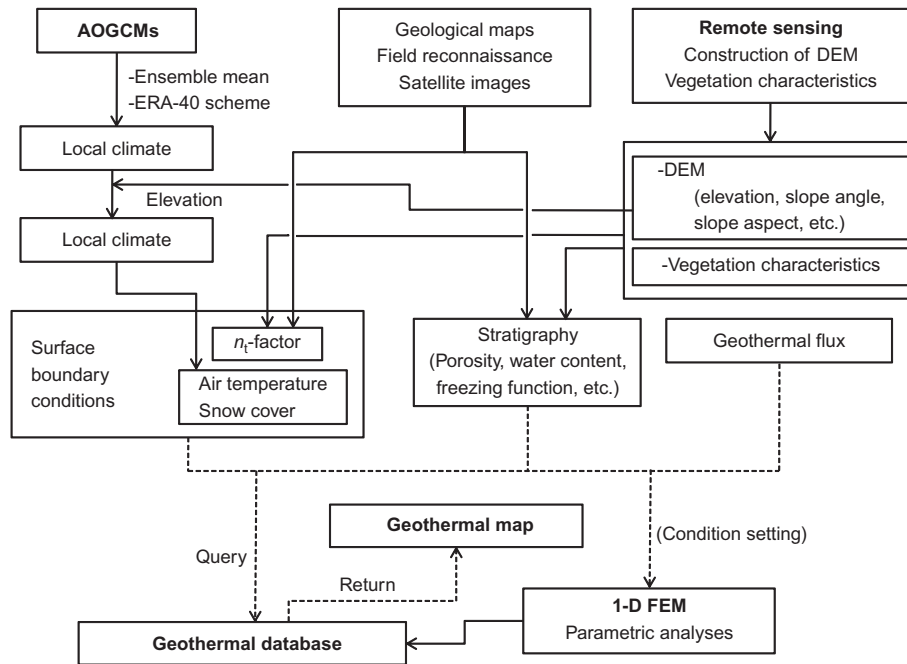 AOGCMs
-Ensemble mean
-ERA-40 scheme
Local climate
Elevation
Local climate
Geological maps
Field reconnaissance
Satellite images
Remote sensing
Construction of DEM
Vegetation characteristics
-DEM
(elevation, slope angle,
slope aspect, etc.)
-Vegetation characteristics
Surface
boundary
conditions
nt-factor
Air temperature
Snow cover
Stratigraphy
(Porosity, water content,
freezing function, etc.)
Geothermal flux
Geothermal map
(Condition setting)
Query
Return
1-D FEM
Parametric analyses
Geothermal database